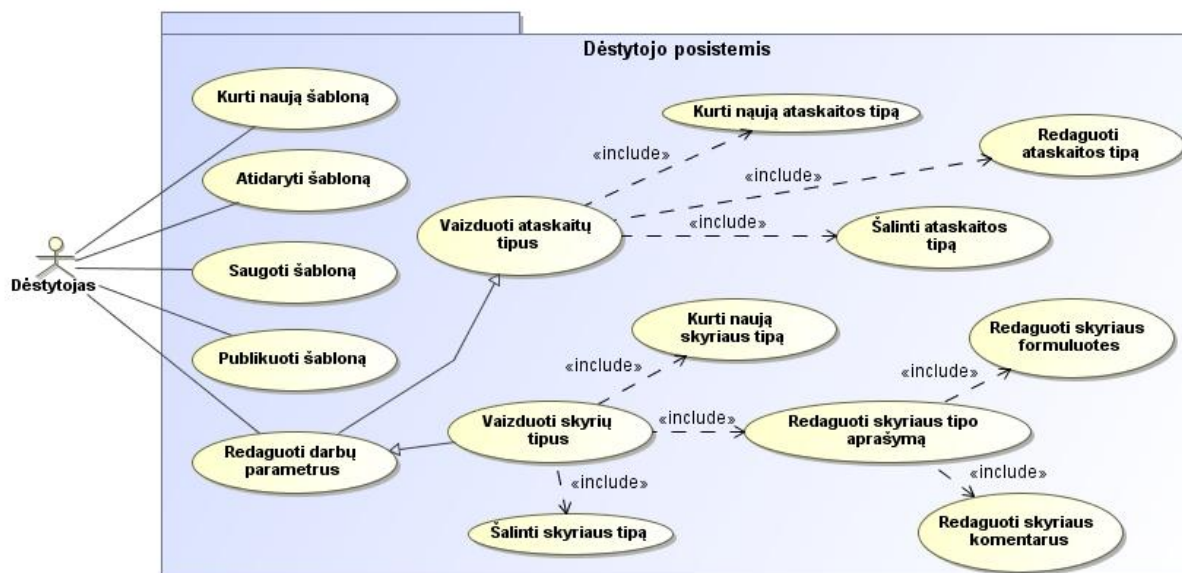 Dėstytojo posistemis
Kurti naują šabloną
Atidaryti šabloną
Saugoti šabloną
Publikuoti šabloną
Redaguoti darbų
parametrus
Dėstytojas
Kurti nąują ataskaitos tipą
«include»
Redaguoti
ataskaitos tipą
«include»
Vaizduoti ataskaitų
tipus
«include»
Šalinti ataskaitos
tipą
Kurti naują
skyriaus tipą
«include»
Redaguoti skyriaus
formuluotes
«include»
Vaizduoti skyrių
tipus
«include»
Redaguoti skyriaus tipo
aprašymą
«include»
Šalinti skyriaus tipą
«include»
Redaguoti skyriaus
komentarus